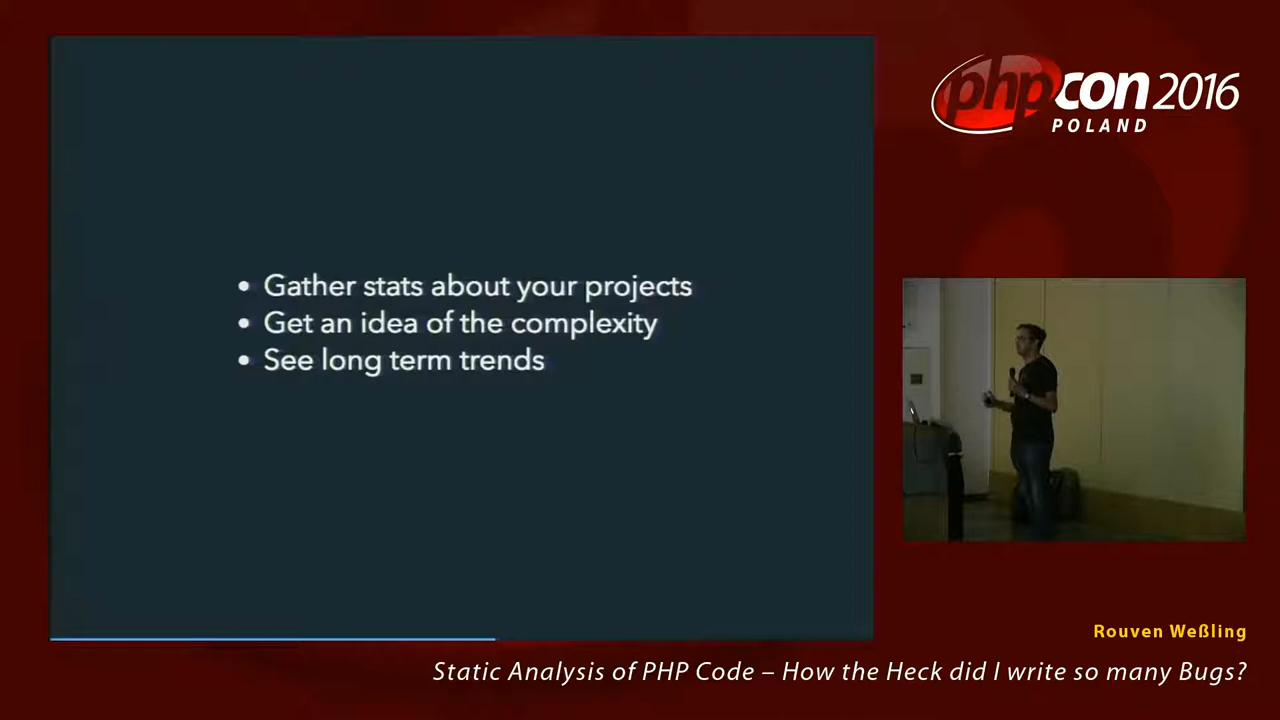 • Gather stats about your projects
• Get an idea of the complexity
• See long term trends
phpcon 2016
POLAND
Rouven Weßling
Static Analysis of PHP Code – How the Heck did I write so many Bugs?